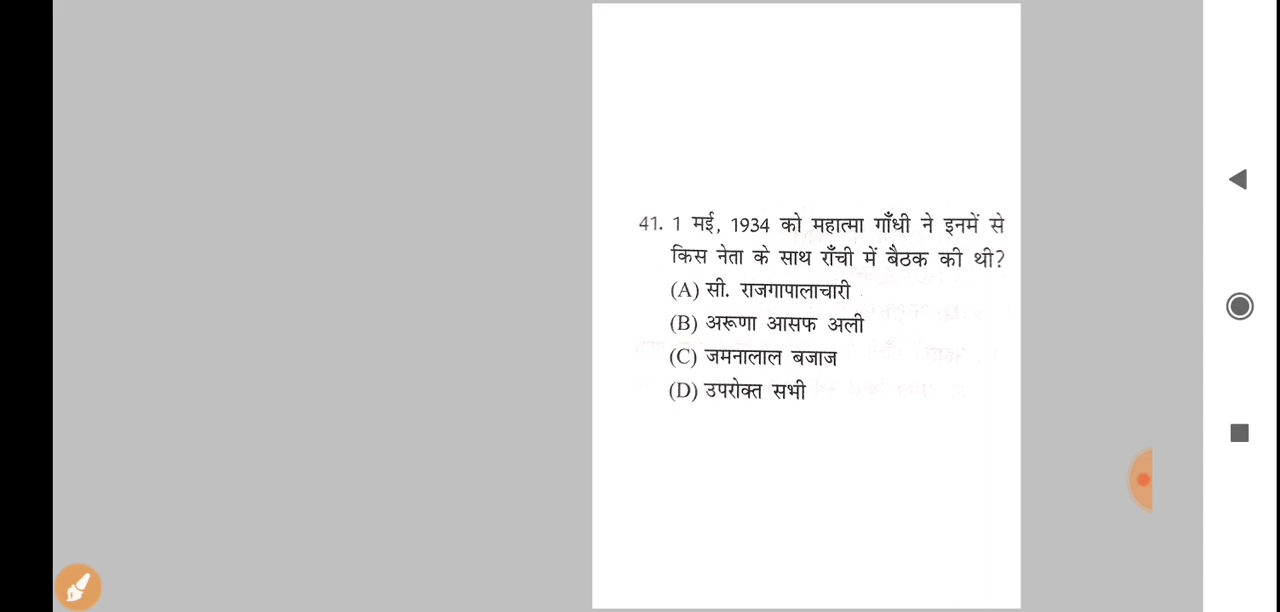 41. 1 मई, 1934 को महात्मा गाँधी ने इनमें से
किस नेता के साथ राँची में बैठक की थी?
(A) सी. राजगापालाचारी
(B) अरूणा आसफ अली
(C) जमनालाल बजाज
(D) उपरोक्त सभी